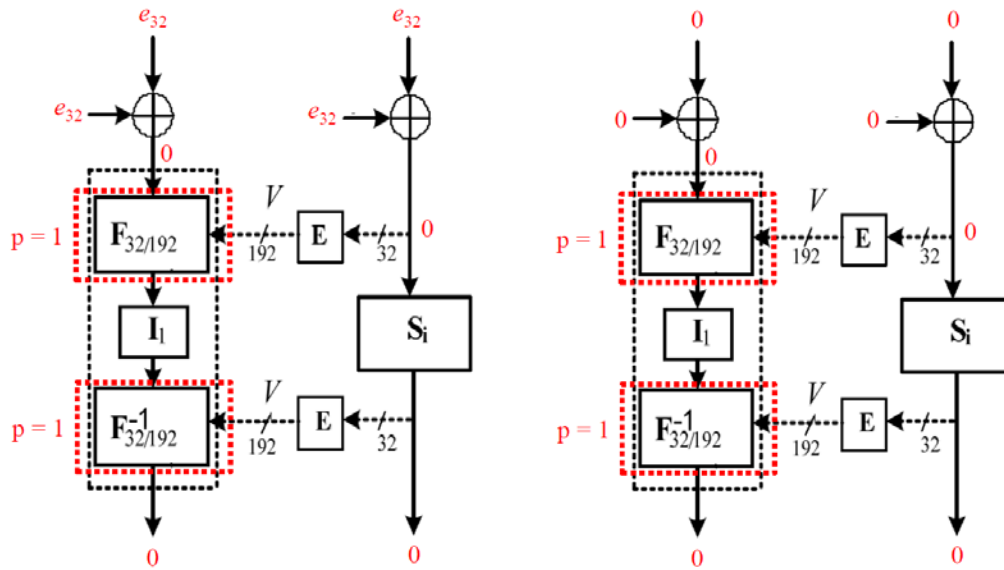 e32 e32 0 0
e32 e32 0 0
0 0
V V
p = 1 F32/192 E 0 p = 1 F32/192 E 0
192 32 192 32
I1 Si I1 Si
V V
p = 1 F-1 32/192 E p = 1 F-1 32/192 E
192 32 192 32
0 0 0 0